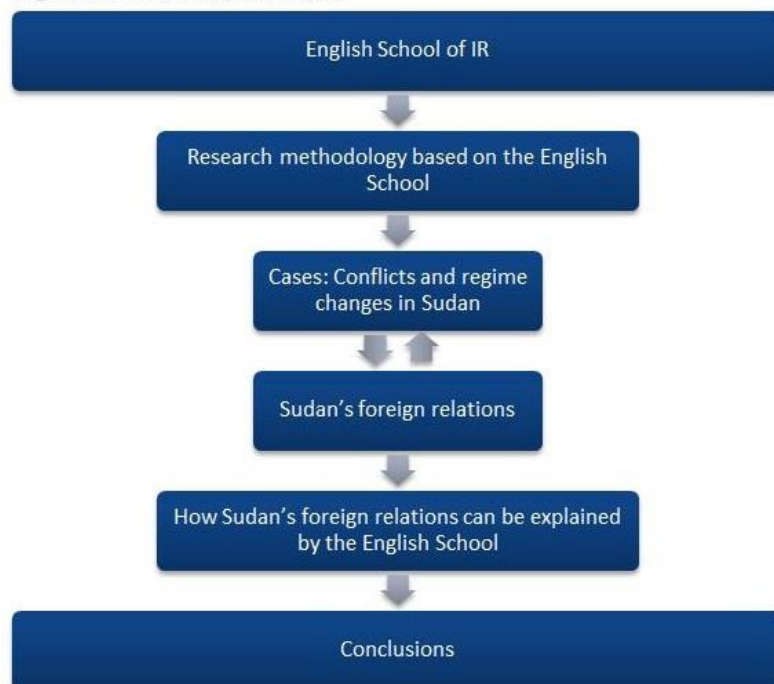 English School of IR
Research methodology based on the English
School
Cases: Conflicts and regime
changes in Sudan
Sudan’s foreign relations
How Sudan’s foreign relations can be explained
by the English School
Conclusions